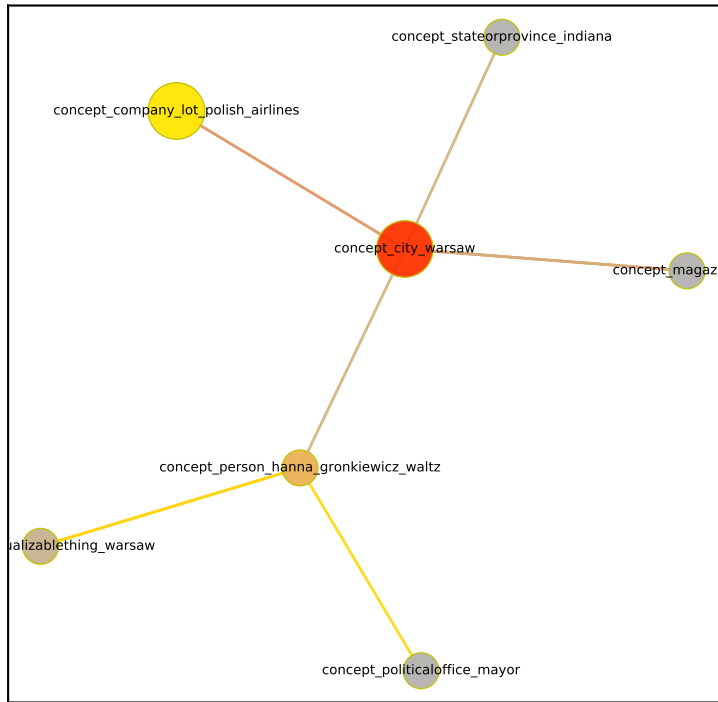 concept_stateorprovince_indiana
concept_company_lot_polish_airlines
concept_city_warsaw
concept_magaz
concept_person_hanna_gronkiewicz_waltz
ualizablething_warsaw
concept_politicaloffice_mayor